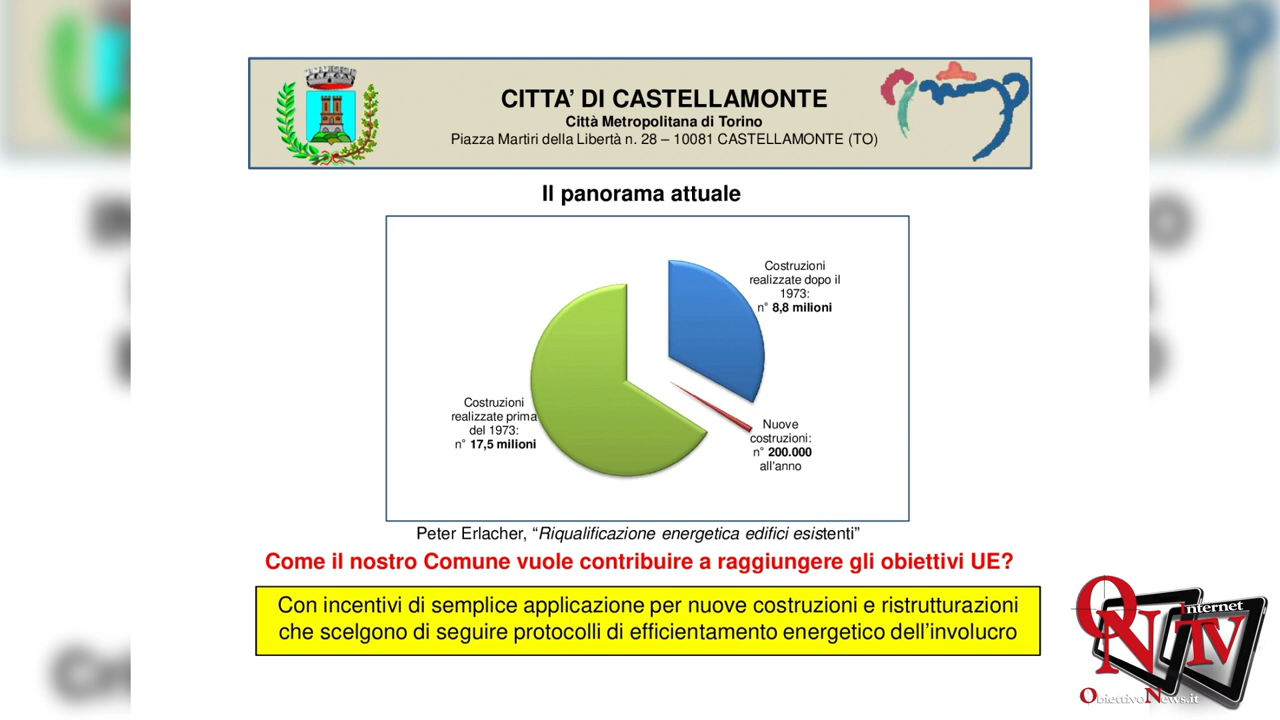 CITTA' DI CASTELLAMONTE
Città Metropolitana di Torino
Piazza Martiri della Libertà n. 28 – 10081 CASTELLAMONTE (TO)
Il panorama attuale
Costruzioni
realizzate dopo il
1973:
n° 8,8 milioni
Costruzioni
realizzate prima
del 1973:
n° 17,5 milioni
Nuove
costruzioni:
n° 200.000
all'anno
Peter Erlacher, “Riqualificazione energetica edifici esistenti”
Come il nostro Comune vuole contribuire a raggiungere gli obiettivi UE?
Con incentivi di semplice applicazione per nuove costruzioni e ristrutturazioni
che scelgono di seguire protocolli di efficientamento energetico dell’involucro
ON
Internet
TV
ObiettivoNews.it